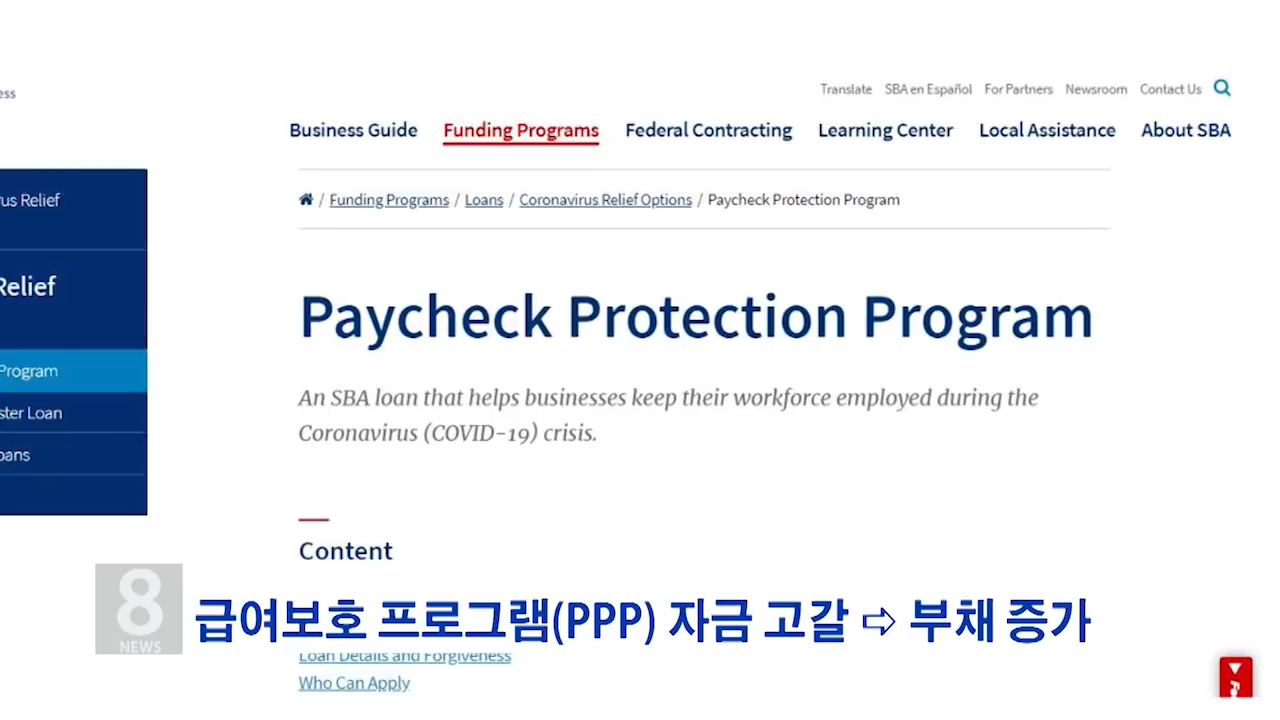 Translate SBA en Español For Partners Newsroom Contact Us
ess
Business Guide Funding Programs Federal Contracting Learning Center Local Assistance About SBA
us Relief
/ Funding Programs / Loans / Coronavirus Relief Options / Paycheck Protection Program
Relief
Paycheck Protection Program
Program
An SBA loan that helps businesses keep their workforce employed during the
ster Loan
Coronavirus (COVID-19) crisis.
oans
Content
8
NEWS
급여보호 프로그램(PPP) 자금 고갈 ⇨ 부채 증가
Loan Details and Forgiveness
Who Can Apply